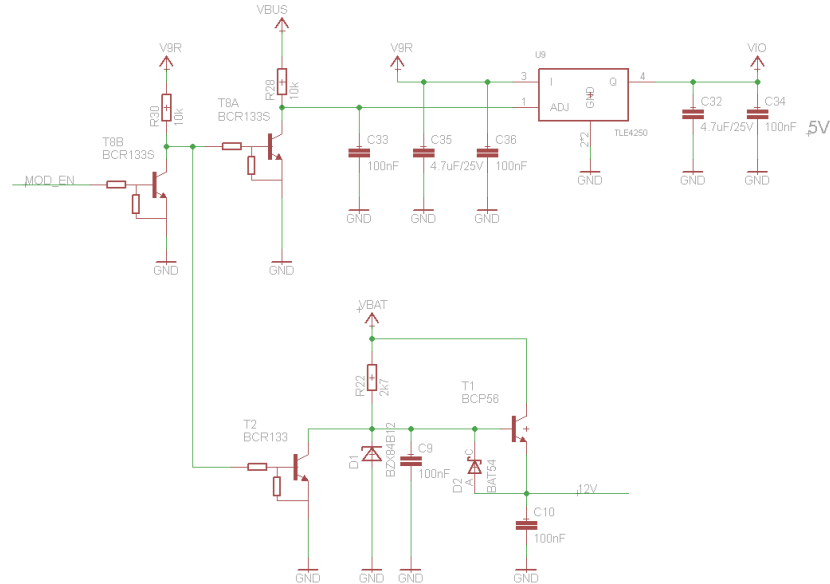 VBUS
V9R
V9R
VIO
U9
R28
10k
R30
10k
T8A
BCR133S
T8B
BCR133S
3
I
Q
4
GND
1
ADJ
2*2
TLE4250
C33
100nF
C35
4.7uF/25V
C36
100nF
C32
4.7uF/25V
C34
100nF
5V
MOD_EN
GND
GND
GND
GND
GND
GND
GND
GND
VBAT
R22
2k7
T1
BCP56
T2
BCR133
D1
BZX84B12
C9
100nF
D2
A
C
BAT54
12V
C10
100nF
GND
GND
GND
GND